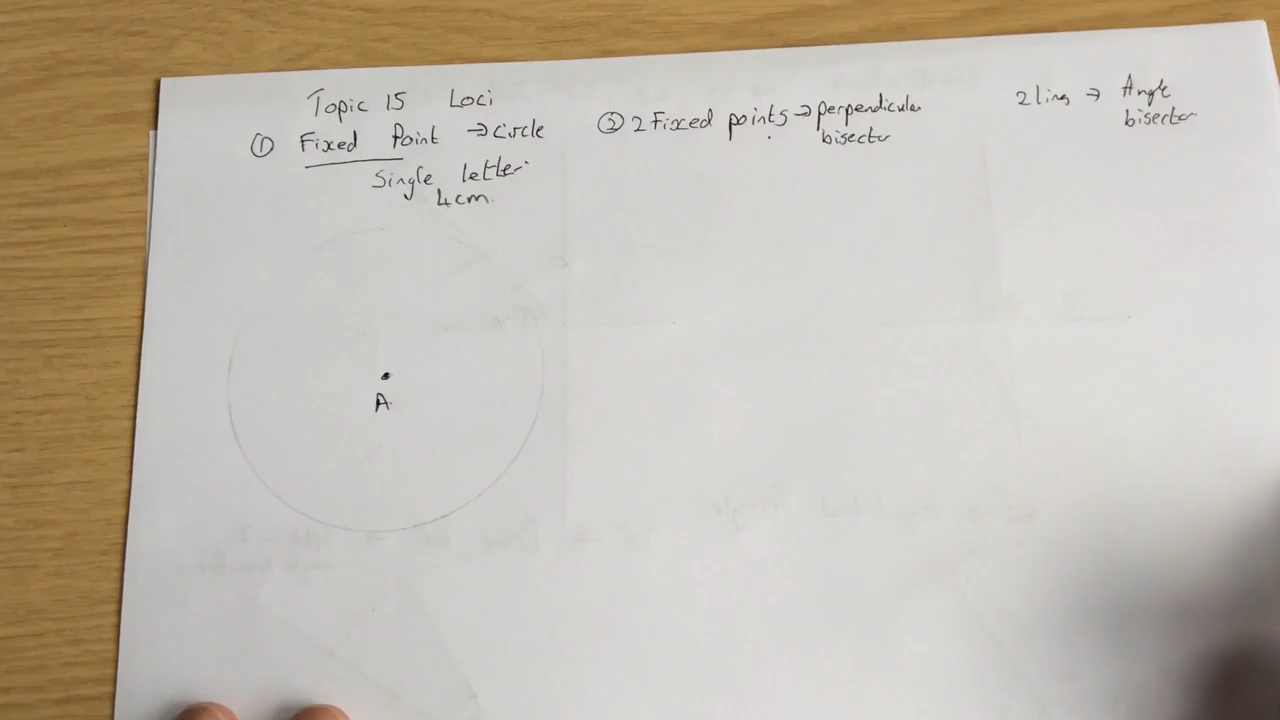 Topic 15 Loci
① Fixed Point → circle
Single letter
4cm.
A
② 2 Fixed points → perpendicular
bisector
2 lines → Angle
bisector